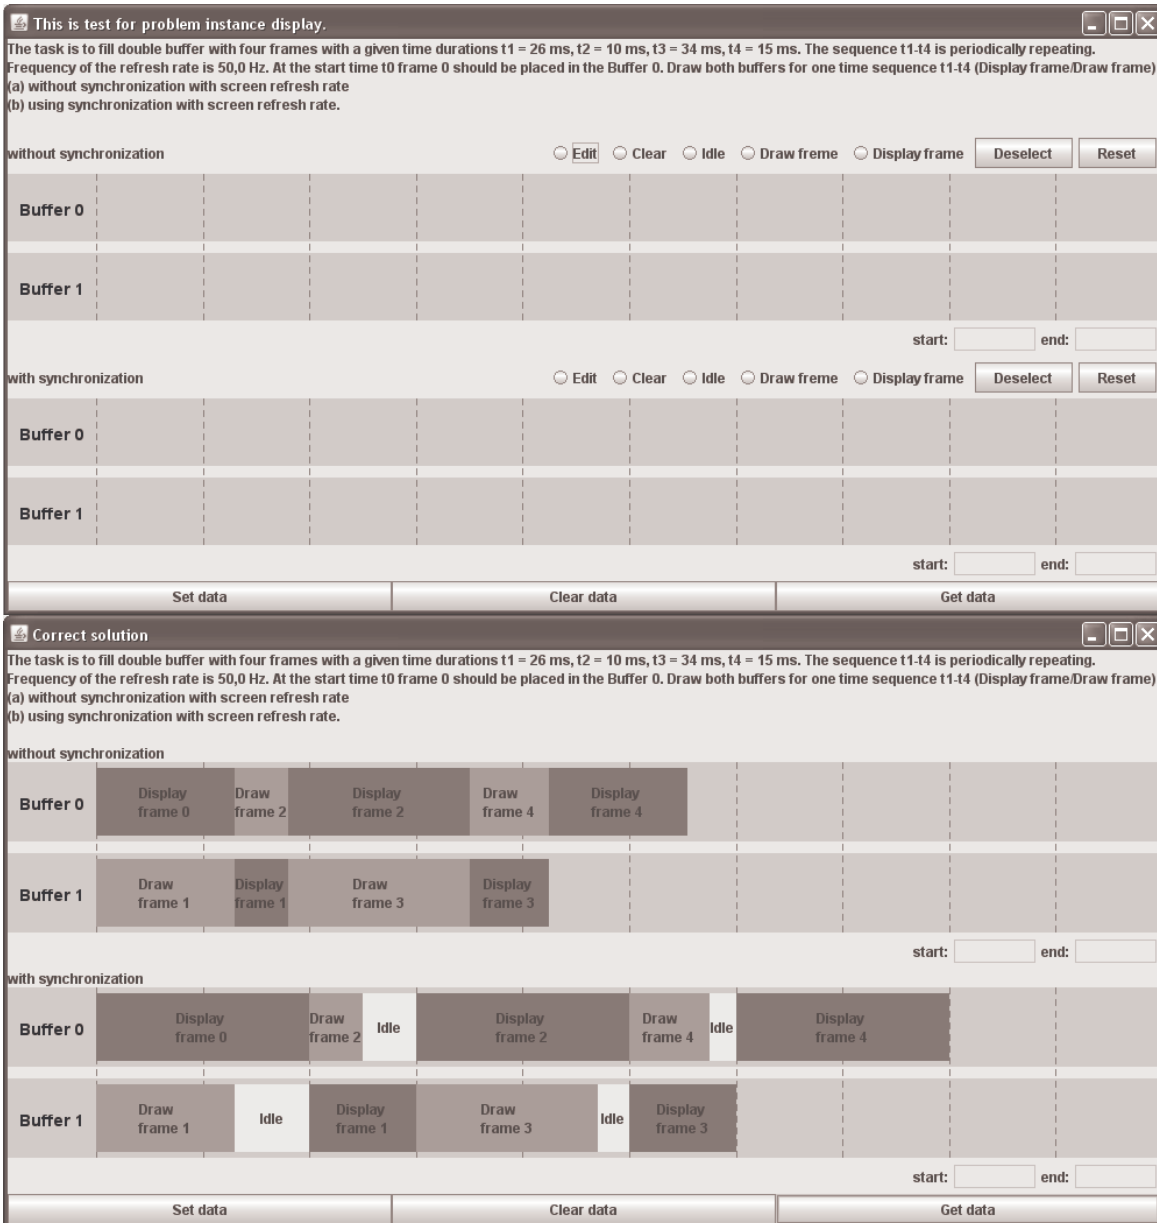 This is test for problem instance display.
The task is to fill double buffer with four frames with a given time durations t1 = 26 ms, t2 = 10 ms, t3 = 34 ms, t4 = 15 ms. The sequence t1-t4 is periodically repeating.
Frequency of the refresh rate is 50,0 Hz. At the start time t0 frame 0 should be placed in the Buffer 0. Draw both buffers for one time sequence t1-t4 (Display frame/Draw frame)
(a) without synchronization with screen refresh rate
(b) using synchronization with screen refresh rate.
without synchronization Edit Clear Idle Draw freme Display frame Deselect Reset
Buffer 0
Buffer 1
start: end:
with synchronization Edit Clear Idle Draw freme Display frame Deselect Reset
Buffer 0
Buffer 1
start: end:
Set data Clear data Get data
Correct solution
The task is to fill double buffer with four frames with a given time durations t1 = 26 ms, t2 = 10 ms, t3 = 34 ms, t4 = 15 ms. The sequence t1-t4 is periodically repeating.
Frequency of the refresh rate is 50,0 Hz. At the start time t0 frame 0 should be placed in the Buffer 0. Draw both buffers for one time sequence t1-t4 (Display frame/Draw frame)
(a) without synchronization with screen refresh rate
(b) using synchronization with screen refresh rate.
without synchronization
Buffer 0
Display
frame 0
Draw
frame 2
Display
frame 2
Draw
frame 4
Display
frame 4
Buffer 1
Draw
frame 1
Display
frame 1
Draw
frame 3
Display
frame 3
start: end:
with synchronization
Buffer 0
Display
frame 0
Draw
frame 2
Idle
Display
frame 2
Draw
frame 4
Idle
Display
frame 4
Buffer 1
Draw
frame 1
Idle
Display
frame 1
Draw
frame 3
Idle
Display
frame 3
start: end:
Set data Clear data Get data